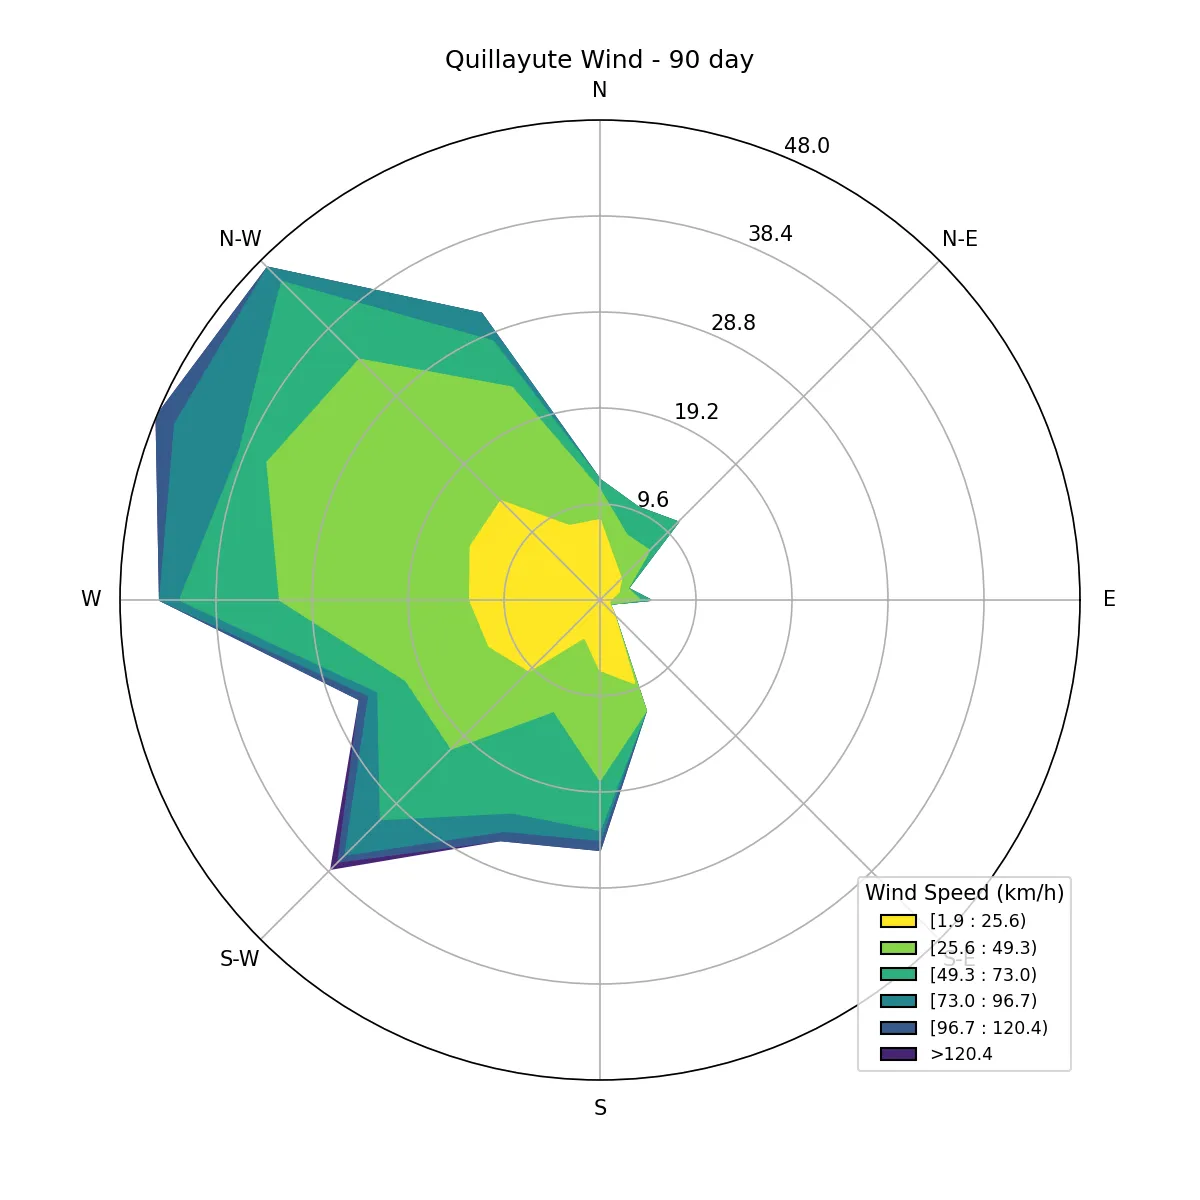 Quillayute Wind - 90 day
N
48.0
38.4
N-W
N-E
28.8
19.2
9.6
W
E
S-W
S-E
Wind Speed (km/h)
[1.9 : 25.6)
[25.6 : 49.3)
[49.3 : 73.0)
[73.0 : 96.7)
[96.7 : 120.4)
>120.4
S